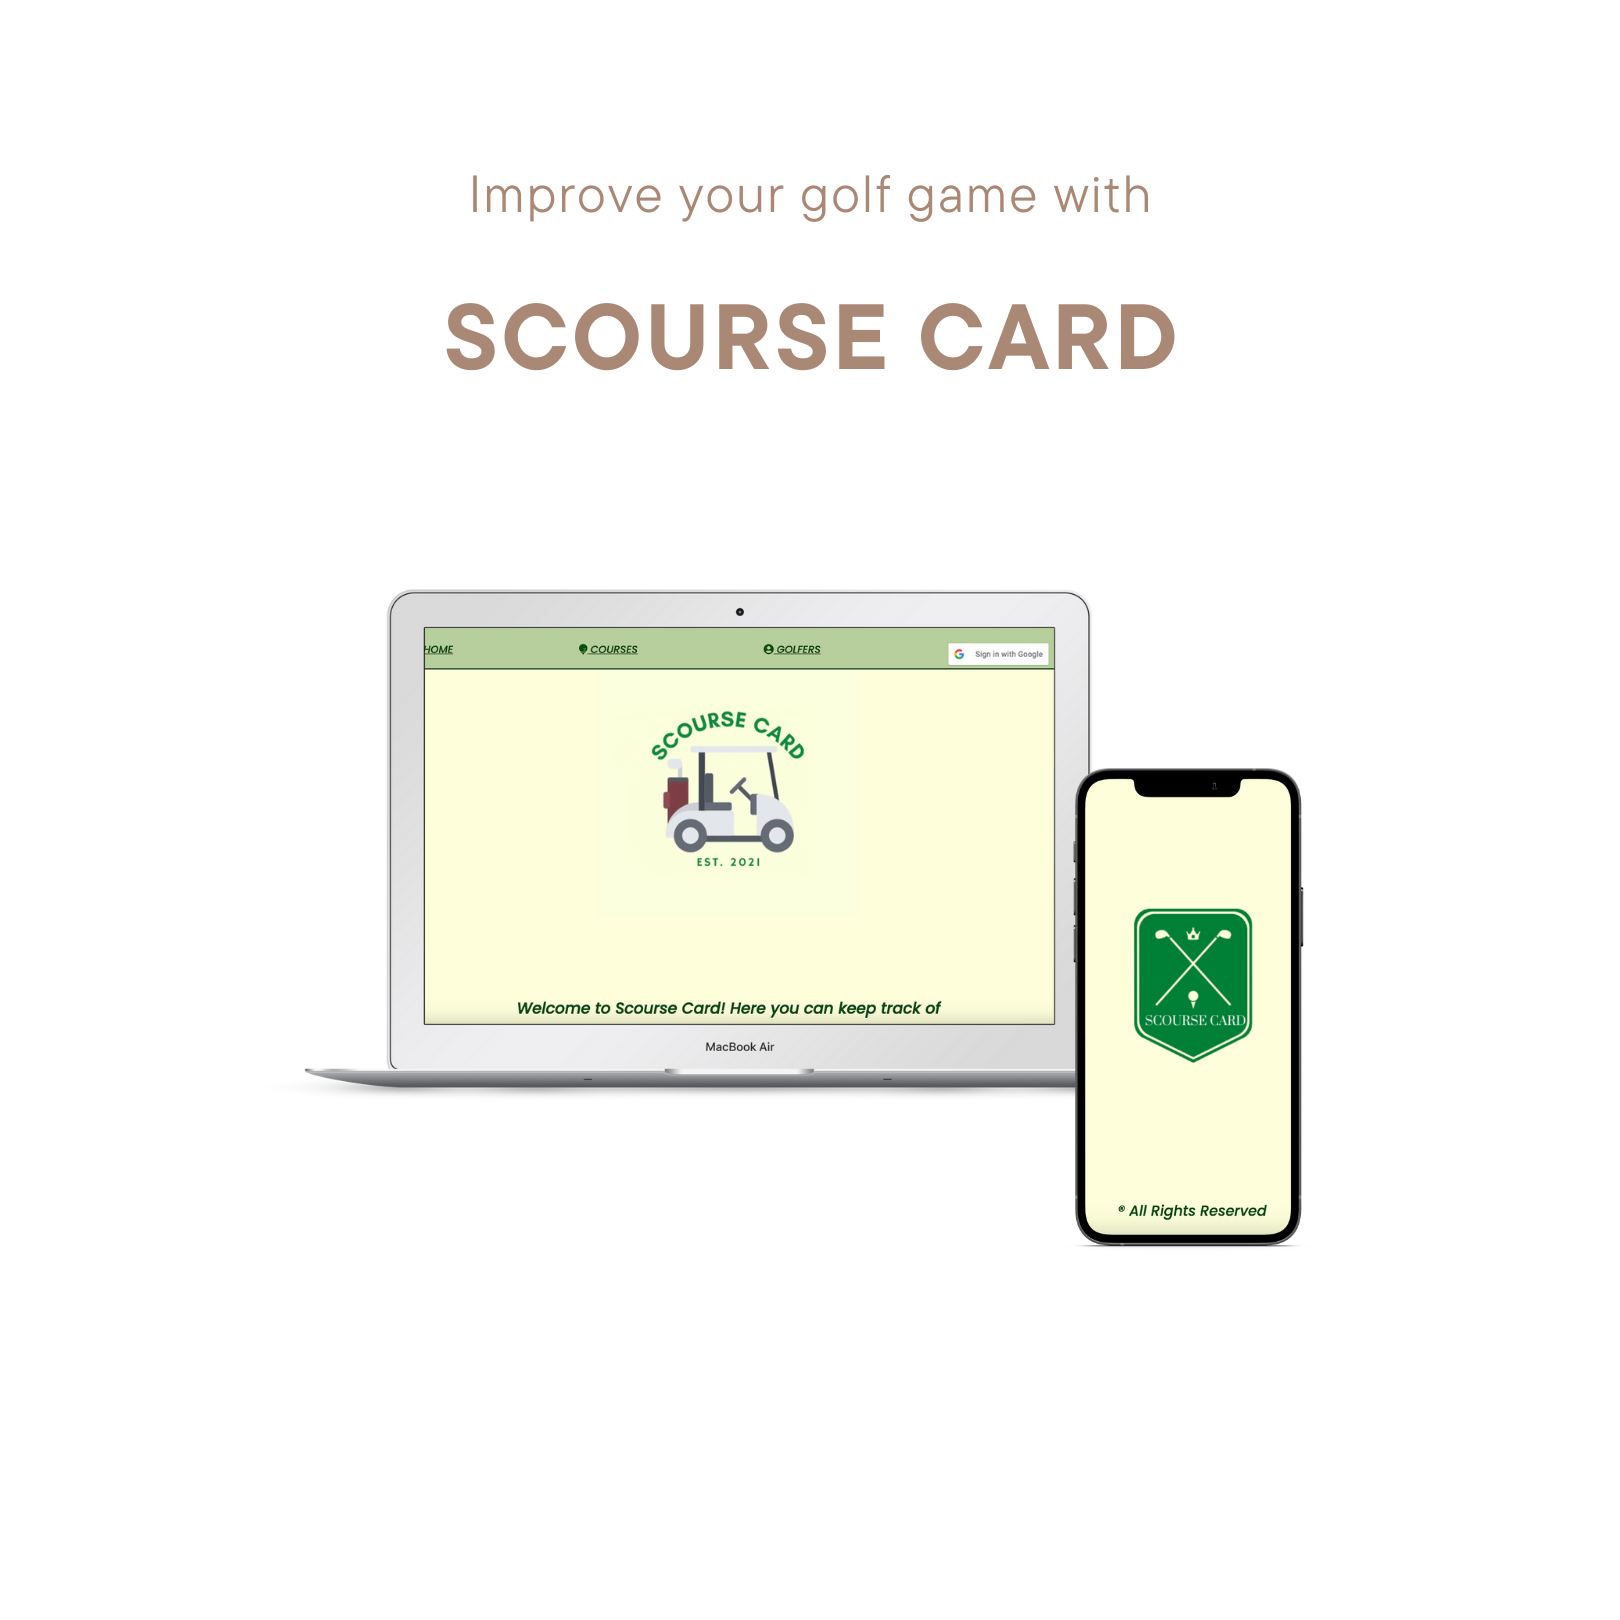 Improve your golf game with
SCOURSE CARD
HOME
COURSES
GOLFERS
Sign in with Google
SCOURSE CARD
EST. 2021
Welcome to Scourse Card! Here you can keep track of
MacBook Air
SCOURSE CARD
® All Rights Reserved